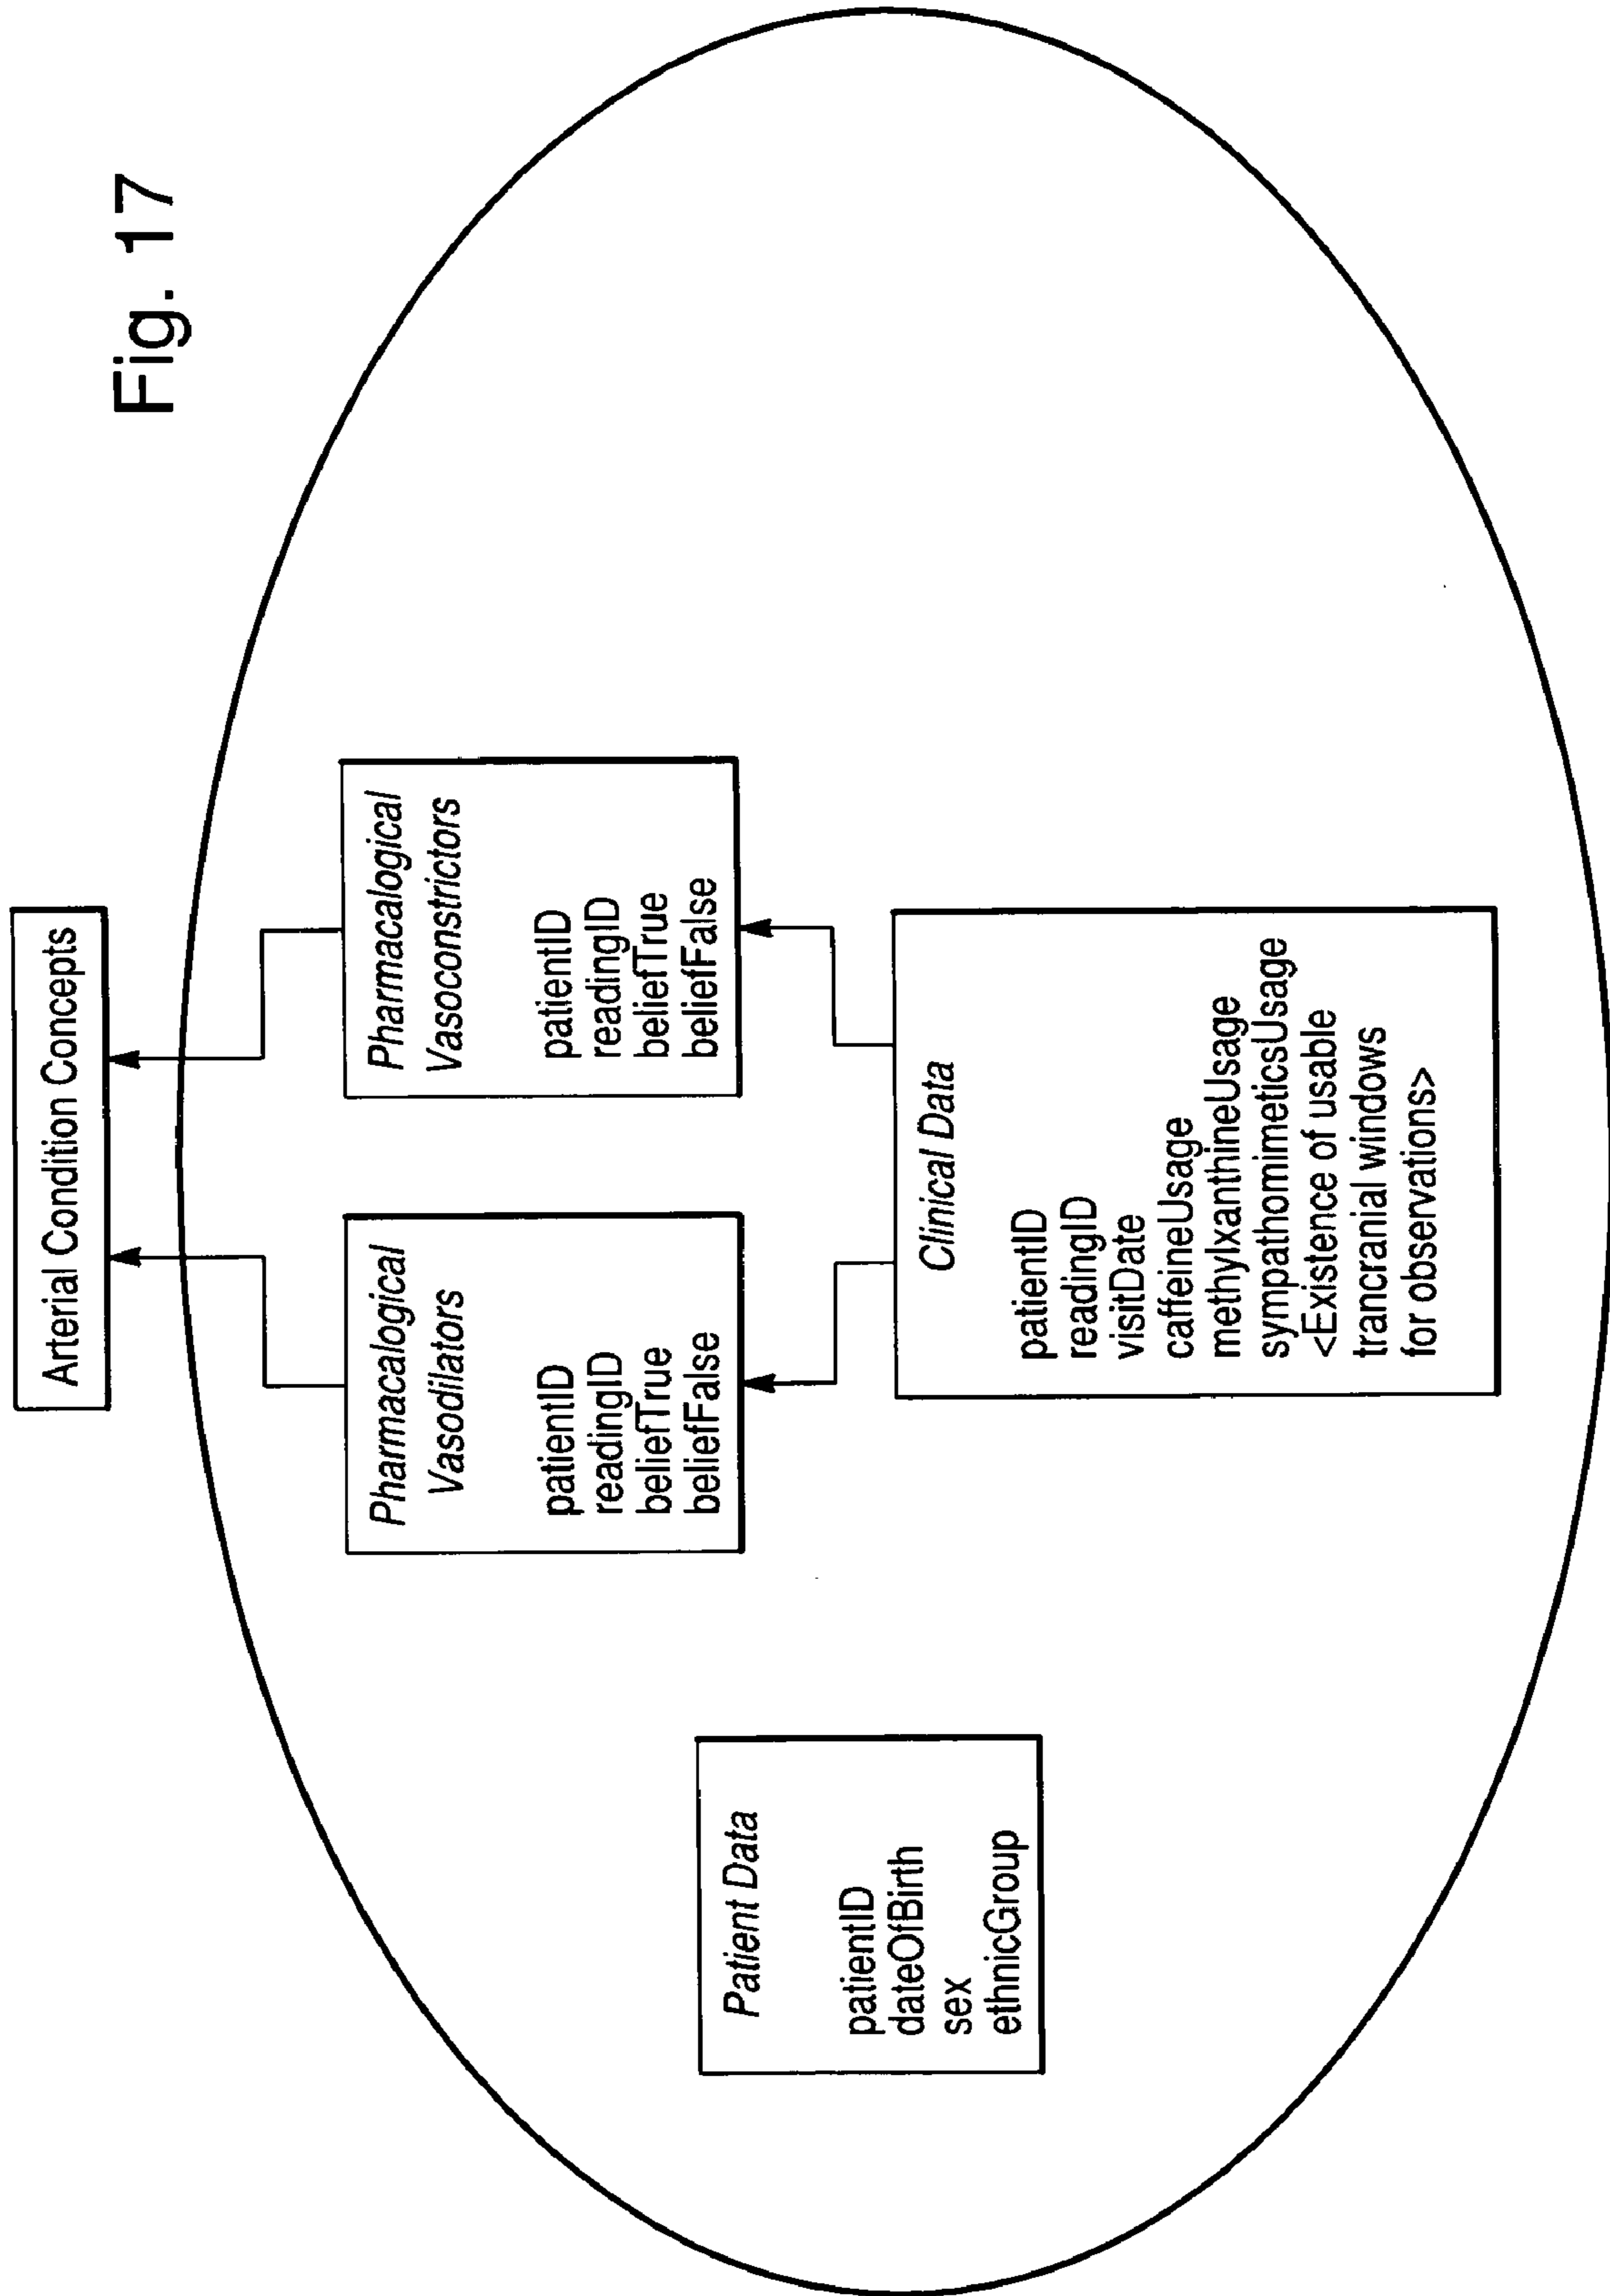 Fig. 17
Arterial Condition Concepts
Pharmacalogical
Vasodilators
patientID
readingID
beliefTrue
beliefFalse
Pharmacalogical
Vasoconstrictors
patientID
readingID
beliefTrue
beliefFalse
Patient Data
patientID
dateOfBirth
sex
ethnicGroup
Clinical Data
patientID
readingID
visitDate
caffeineUsage
methylxanthineUsage
sympathomimeticsUsage
<Existence of usable
trancranial windows
for observations>